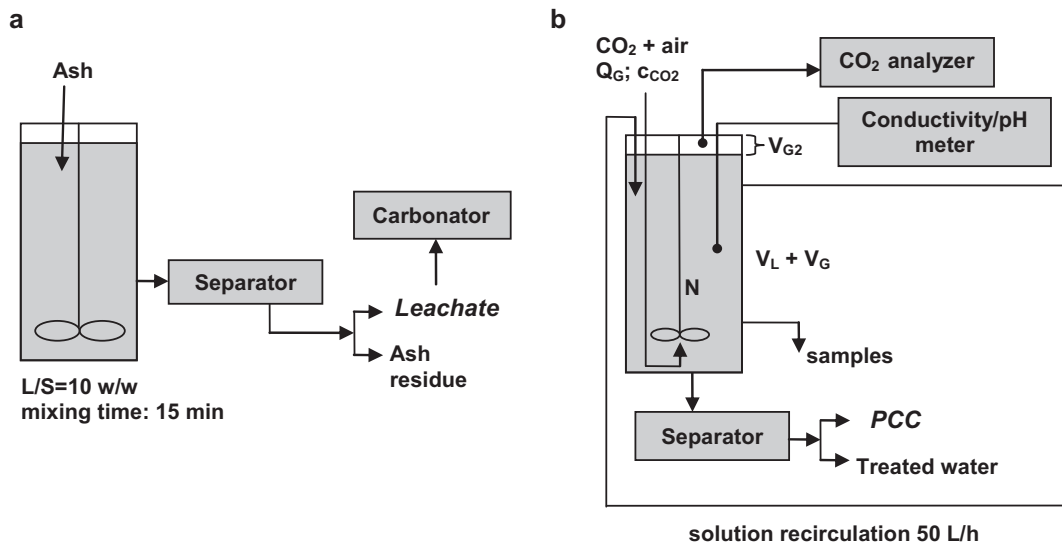 a
Ash
Carbonator
Separator
Leachate
Ash
residue
L/S=10 w/w
mixing time: 15 min
b
CO₂ + air
Q_G; c_CO2
CO₂ analyzer
Conductivity/pH
meter
V_G2
V_L + V_G
N
samples
Separator
PCC
Treated water
solution recirculation 50 L/h